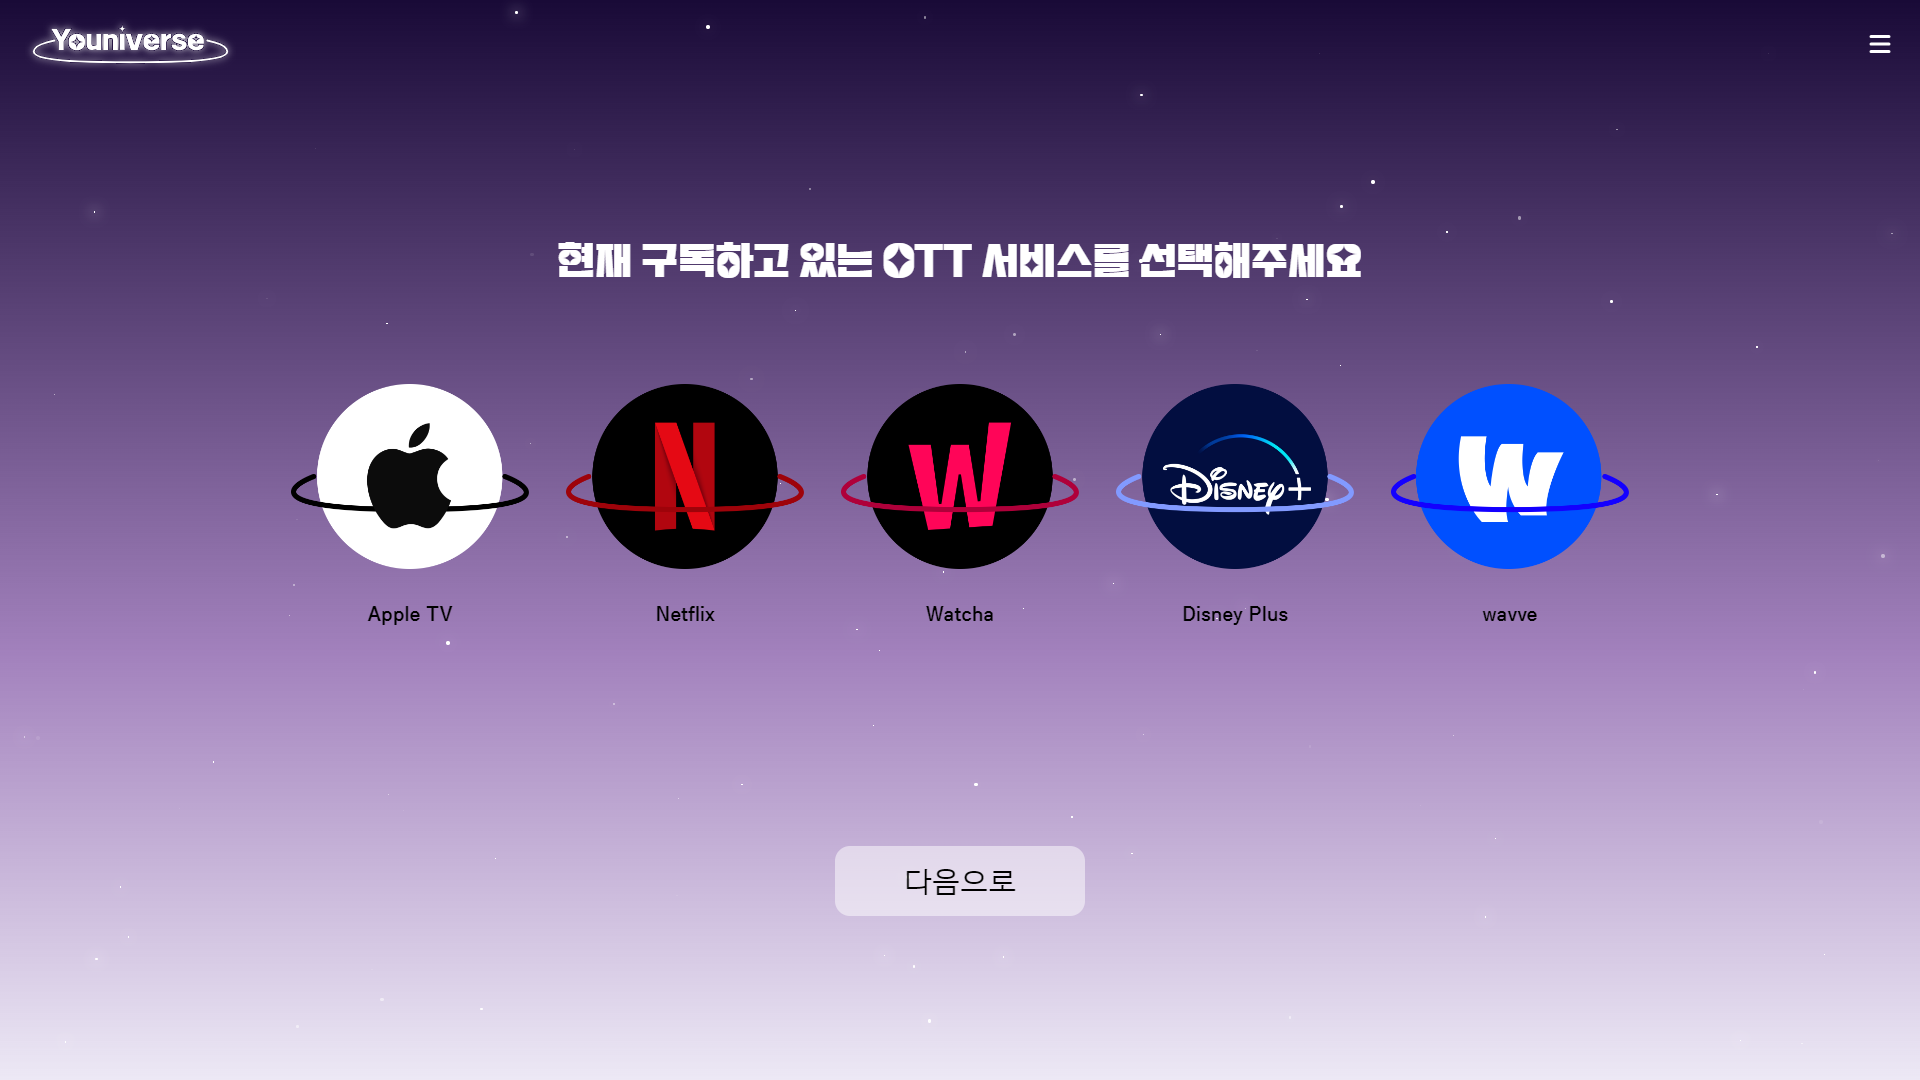 Youniverse
현재 구독하고 있는 OTT 서비스를 선택해주세요
N
W
Disney+
W
Apple TV
Netflix
Watcha
Disney Plus
wavve
다음으로